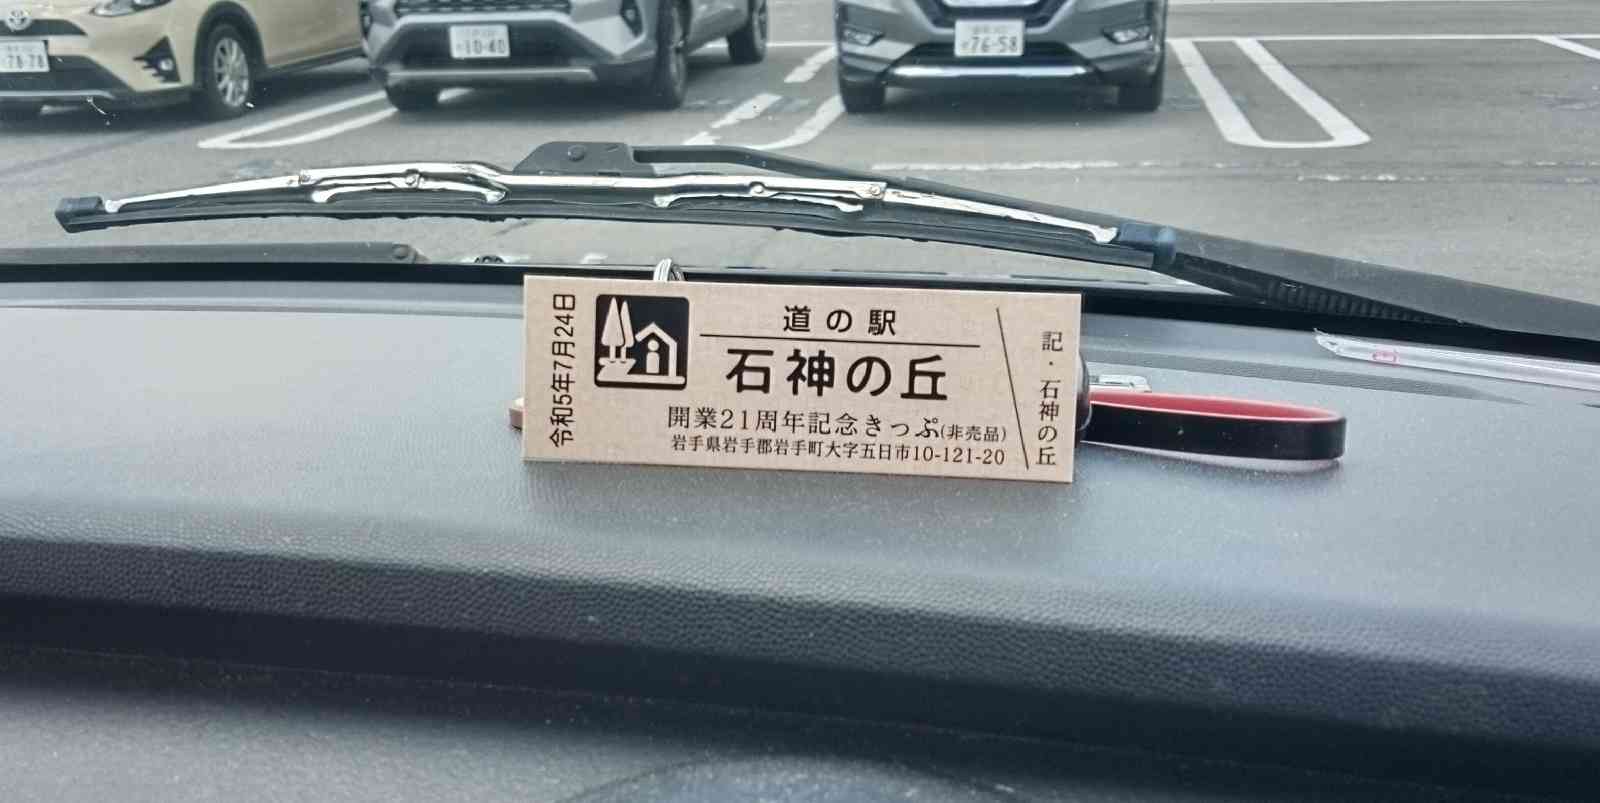 78-78
10-40
76-58
令和5年7月24日
道の駅
石神の丘
開業21周年記念きっぷ(非売品)
岩手県岩手郡岩手町大字五日市10-121-20
記・石神の丘